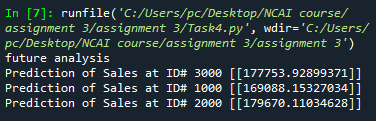 In [7]: runfile('C:/Users/pc/Desktop/NCAI course/
assignment 3/assignment 3/Task4.py', wdir='C:/Users/
pc/Desktop/NCAI course/assignment 3/assignment 3')
future analysis
Prediction of Sales at ID# 3000 [[177753.92899371]]
Prediction of Sales at ID# 1000 [[169088.15327034]]
Prediction of Sales at ID# 2000 [[179670.11034628]]